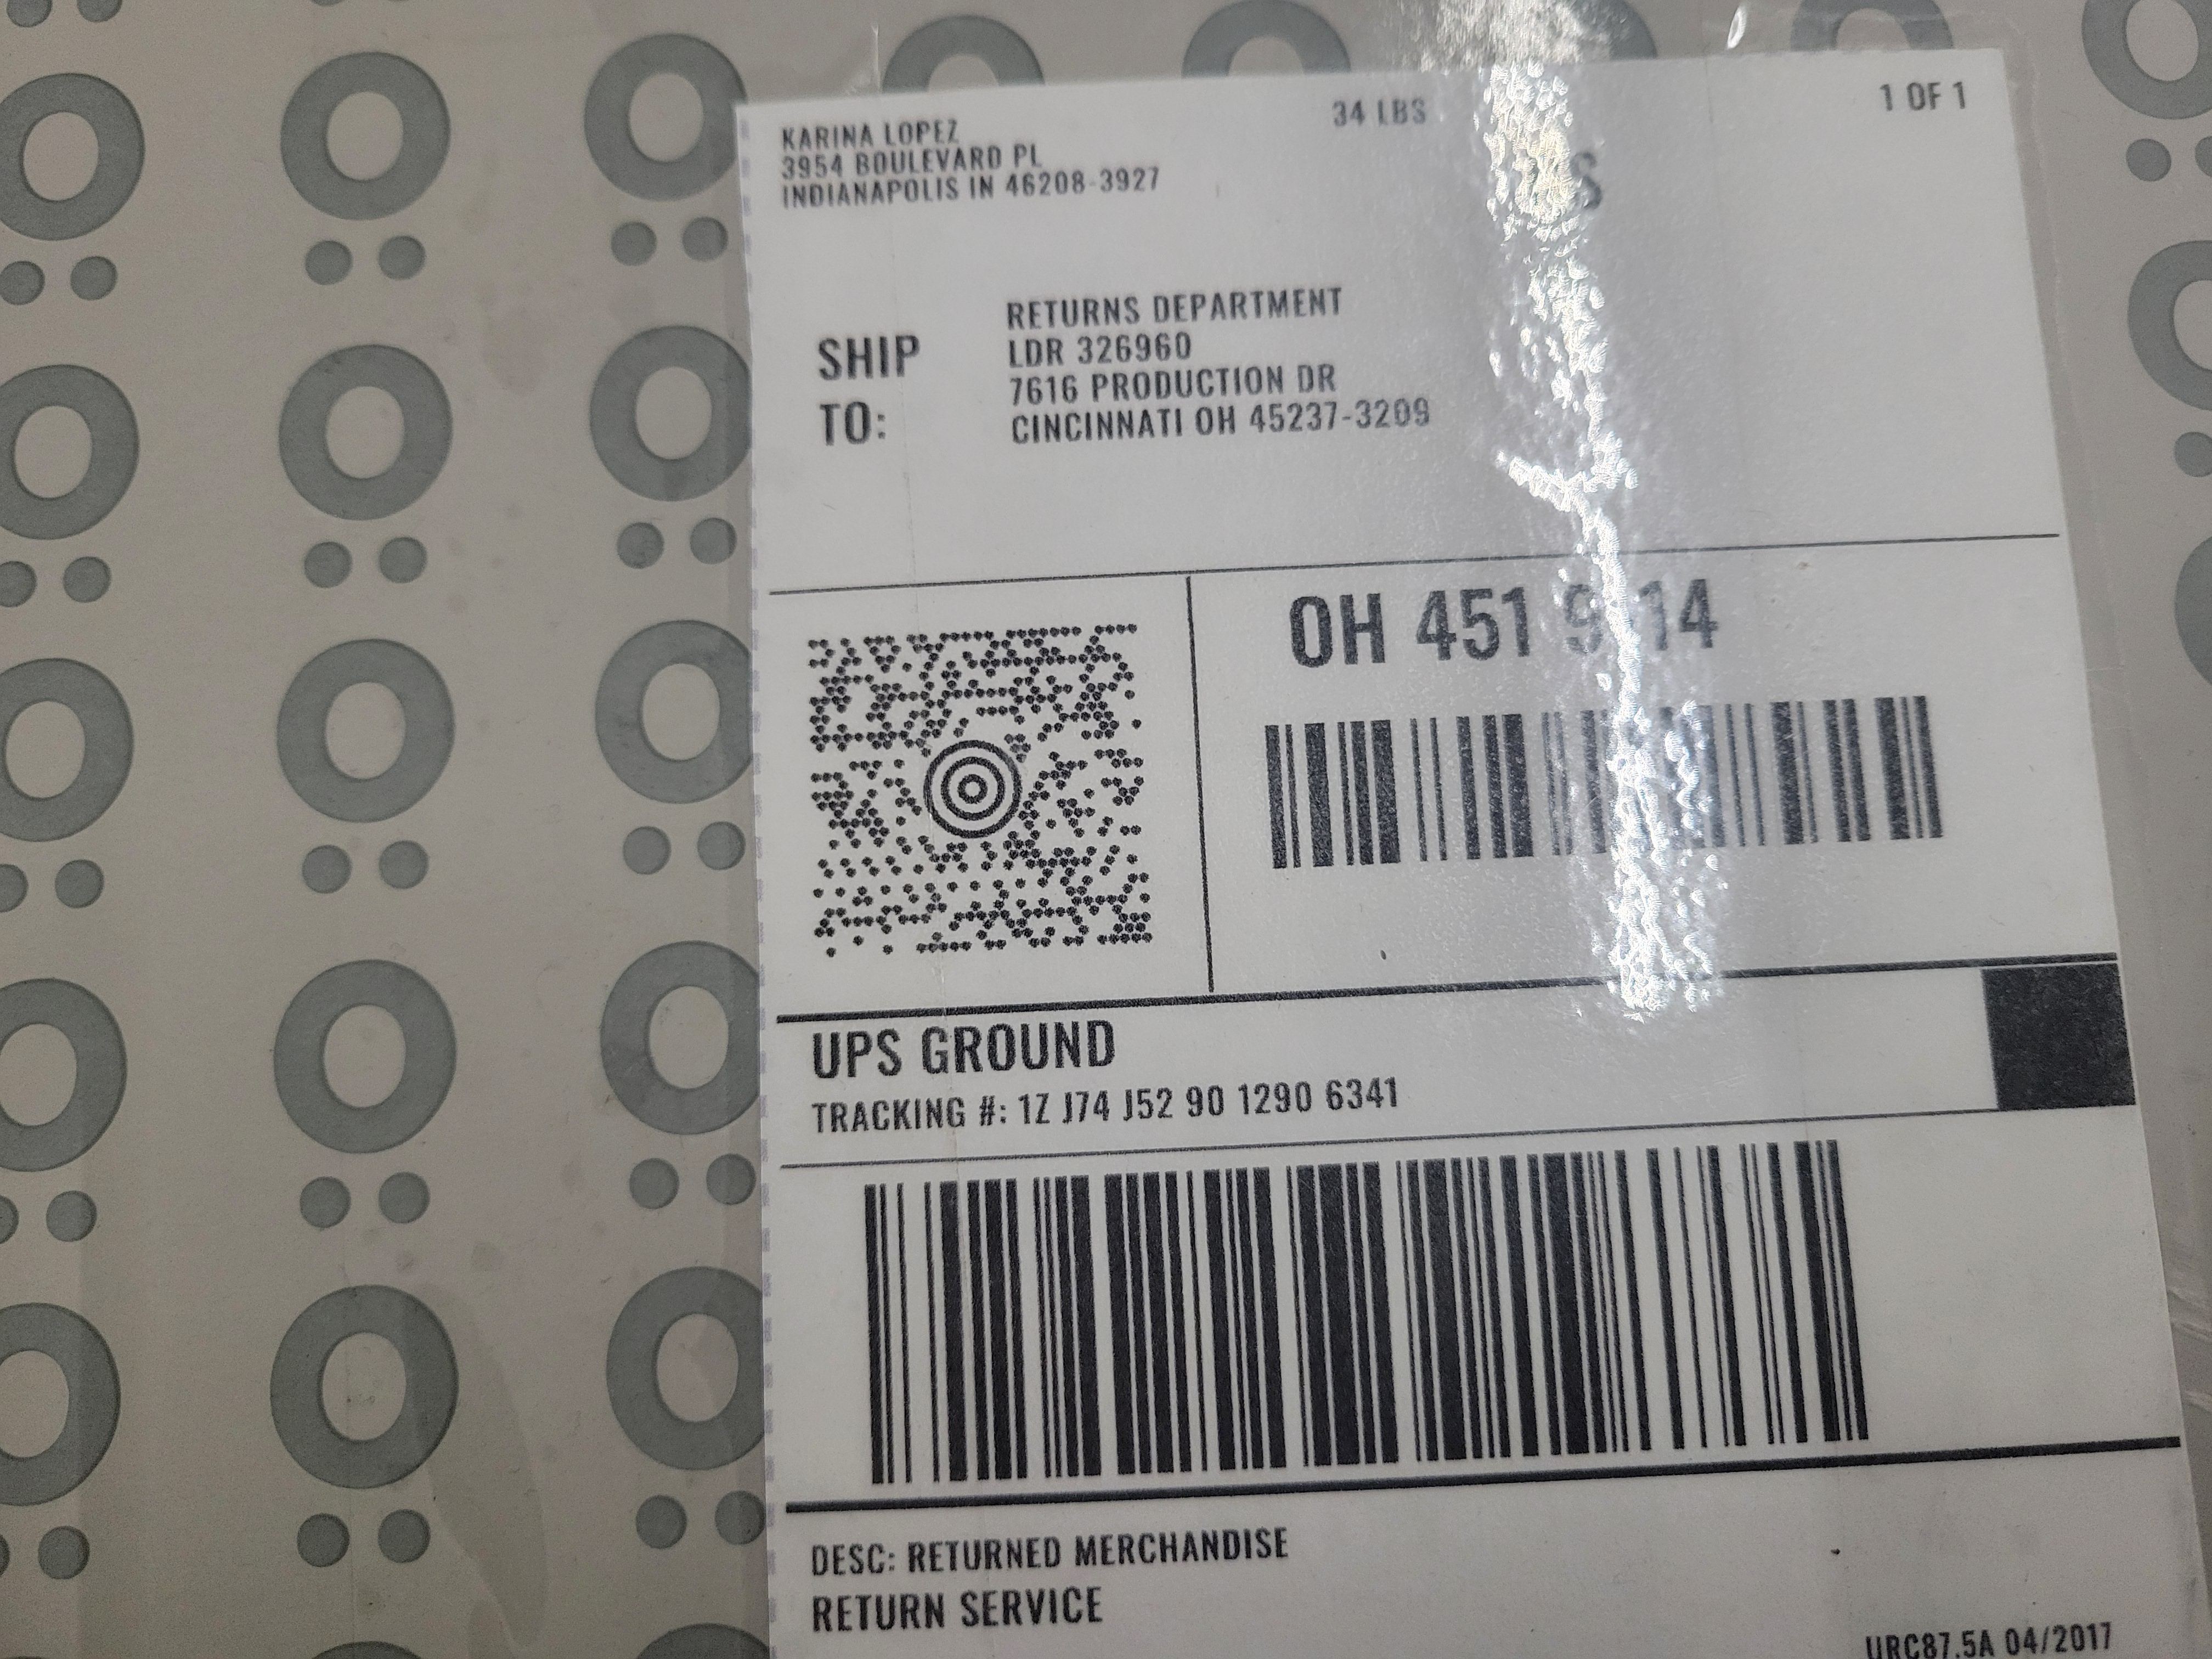 KARINA LOPEZ
3954 BOULEVARD PL
INDIANAPOLIS IN 46208-3927
34 LBS
1 OF 1
SHIP
TO:
RETURNS DEPARTMENT
LDR 326960
7616 PRODUCTION DR
CINCINNATI OH 45237-3209
OH 451
UPS GROUND
TRACKING #: 1Z J74 J52 90 1290 6341
DESC: RETURNED MERCHANDISE
RETURN SERVICE
URC87.5A 04/2017